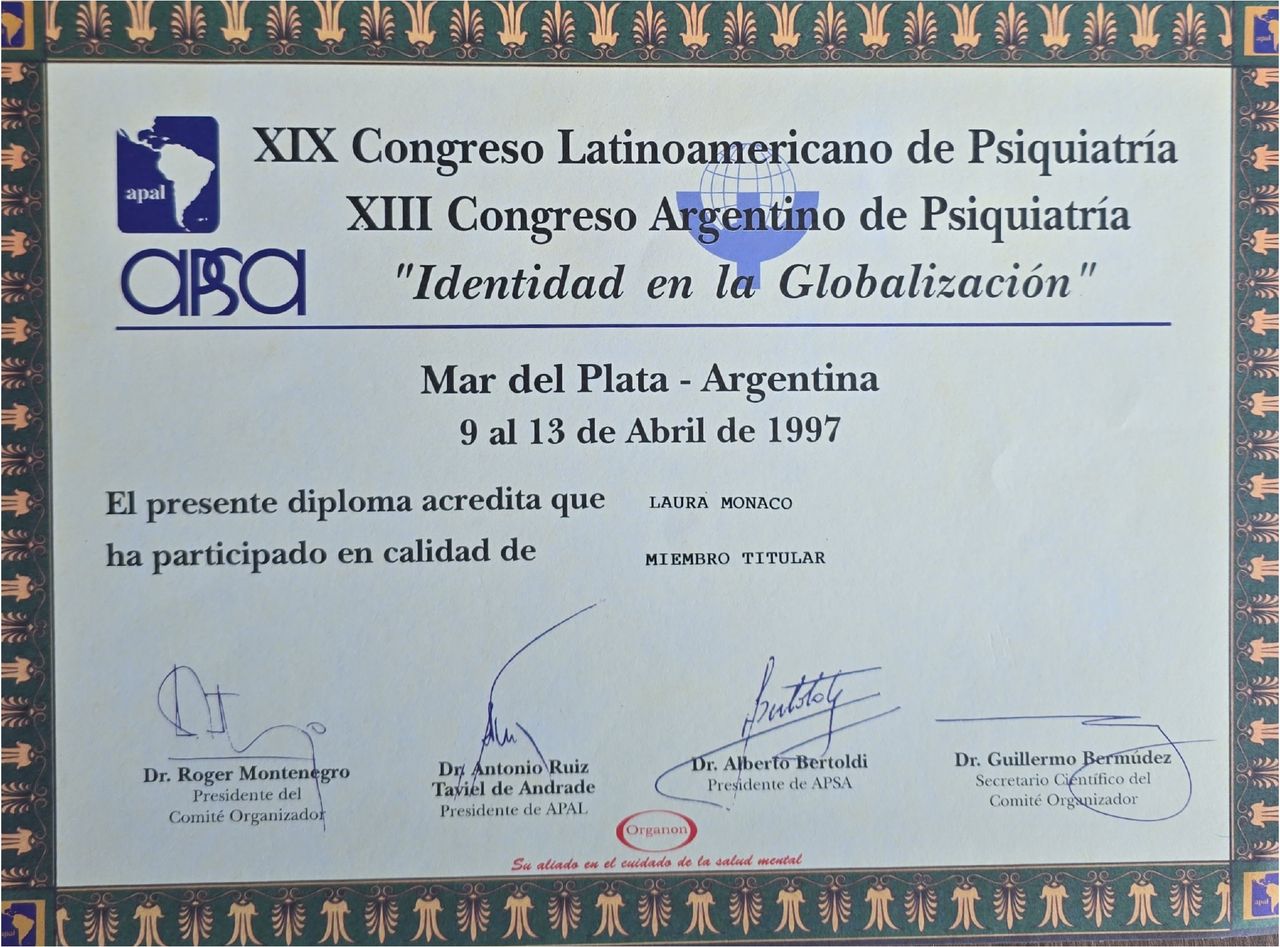 apal
apsa
XIX Congreso Latinoamericano de Psiquiatría
XIII Congreso Argentino de Psiquiatría
"Identidad en la Globalización"
Mar del Plata - Argentina
9 al 13 de Abril de 1997
El presente diploma acredita que LAURA MONACO
ha participado en calidad de MIEMBRO TITULAR
Dr. Roger Montenegro
Presidente del
Comité Organizador
Dr. Antonio Ruiz
Taviel de Andrade
Presidente de APAL
Dr. Alberto Bertoldi
Presidente de APSA
Dr. Guillermo Bermúdez
Secretario Científico del
Comité Organizador
Organon
Su aliado en el cuidado de la salud mental